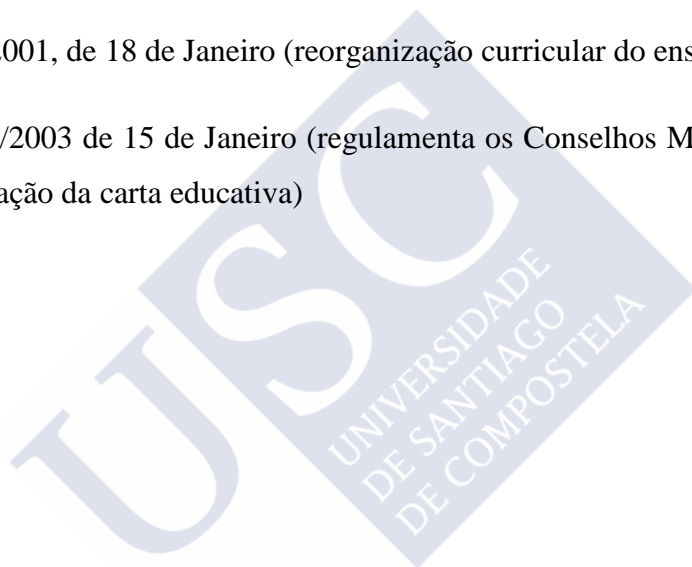 2001, de 18 de Janeiro (reorganização curricular do ens
/2003 de 15 de Janeiro (regulamenta os Conselhos M
ação da carta educativa)
USC
UNIVERSIDADE
DE SANTIAGO
DE COMPOSTELA